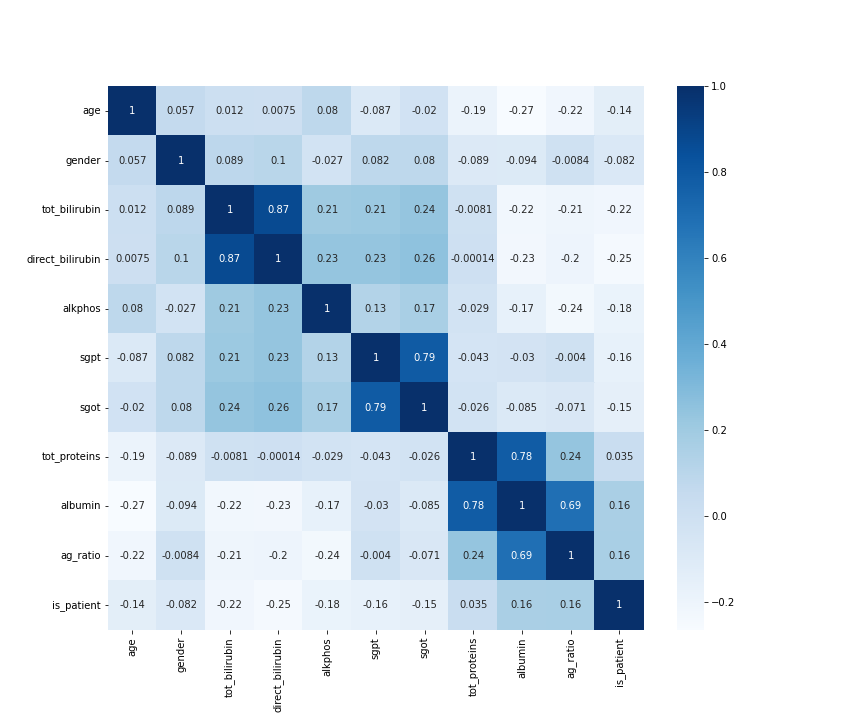 age 1 0.057 0.012 0.0075 0.08 -0.087 -0.02 -0.19 -0.27 -0.22 -0.14
gender 0.057 1 0.089 0.1 -0.027 0.082 0.08 -0.089 -0.094 -0.0084 -0.082
tot_bilirubin 0.012 0.089 1 0.87 0.21 0.21 0.24 -0.0081 -0.22 -0.21 -0.22
direct_bilirubin 0.0075 0.1 0.87 1 0.23 0.23 0.26 -0.00014 -0.23 -0.2 -0.25
alkphos 0.08 -0.027 0.21 0.23 1 0.13 0.17 -0.029 -0.17 -0.24 -0.18
sgpt -0.087 0.082 0.21 0.23 0.13 1 0.79 -0.043 -0.03 -0.004 -0.16
sgot -0.02 0.08 0.24 0.26 0.17 0.79 1 -0.026 -0.085 -0.071 -0.15
tot_proteins -0.19 -0.089 -0.0081 -0.00014 -0.029 -0.043 -0.026 1 0.78 0.24 0.035
albumin -0.27 -0.094 -0.22 -0.23 -0.17 -0.03 -0.085 0.78 1 0.69 0.16
ag_ratio -0.22 -0.0084 -0.21 -0.2 -0.24 -0.004 -0.071 0.24 0.69 1 0.16
is_patient -0.14 -0.082 -0.22 -0.25 -0.18 -0.16 -0.15 0.035 0.16 0.16 1
age
gender
tot_bilirubin
direct_bilirubin
alkphos
sgpt
sgot
tot_proteins
albumin
ag_ratio
is_patient
1.0
0.8
0.6
0.4
0.2
0.0
−0.2